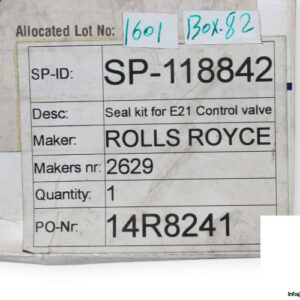 Allocated Lot No: 1601 Box.82
SP-ID: SP-118842
Desc: Seal kit for E21 Control valve
Maker: ROLLS ROYCE
Makers nr: 2629
Quantity: 1
PO-Nr: 14R8241